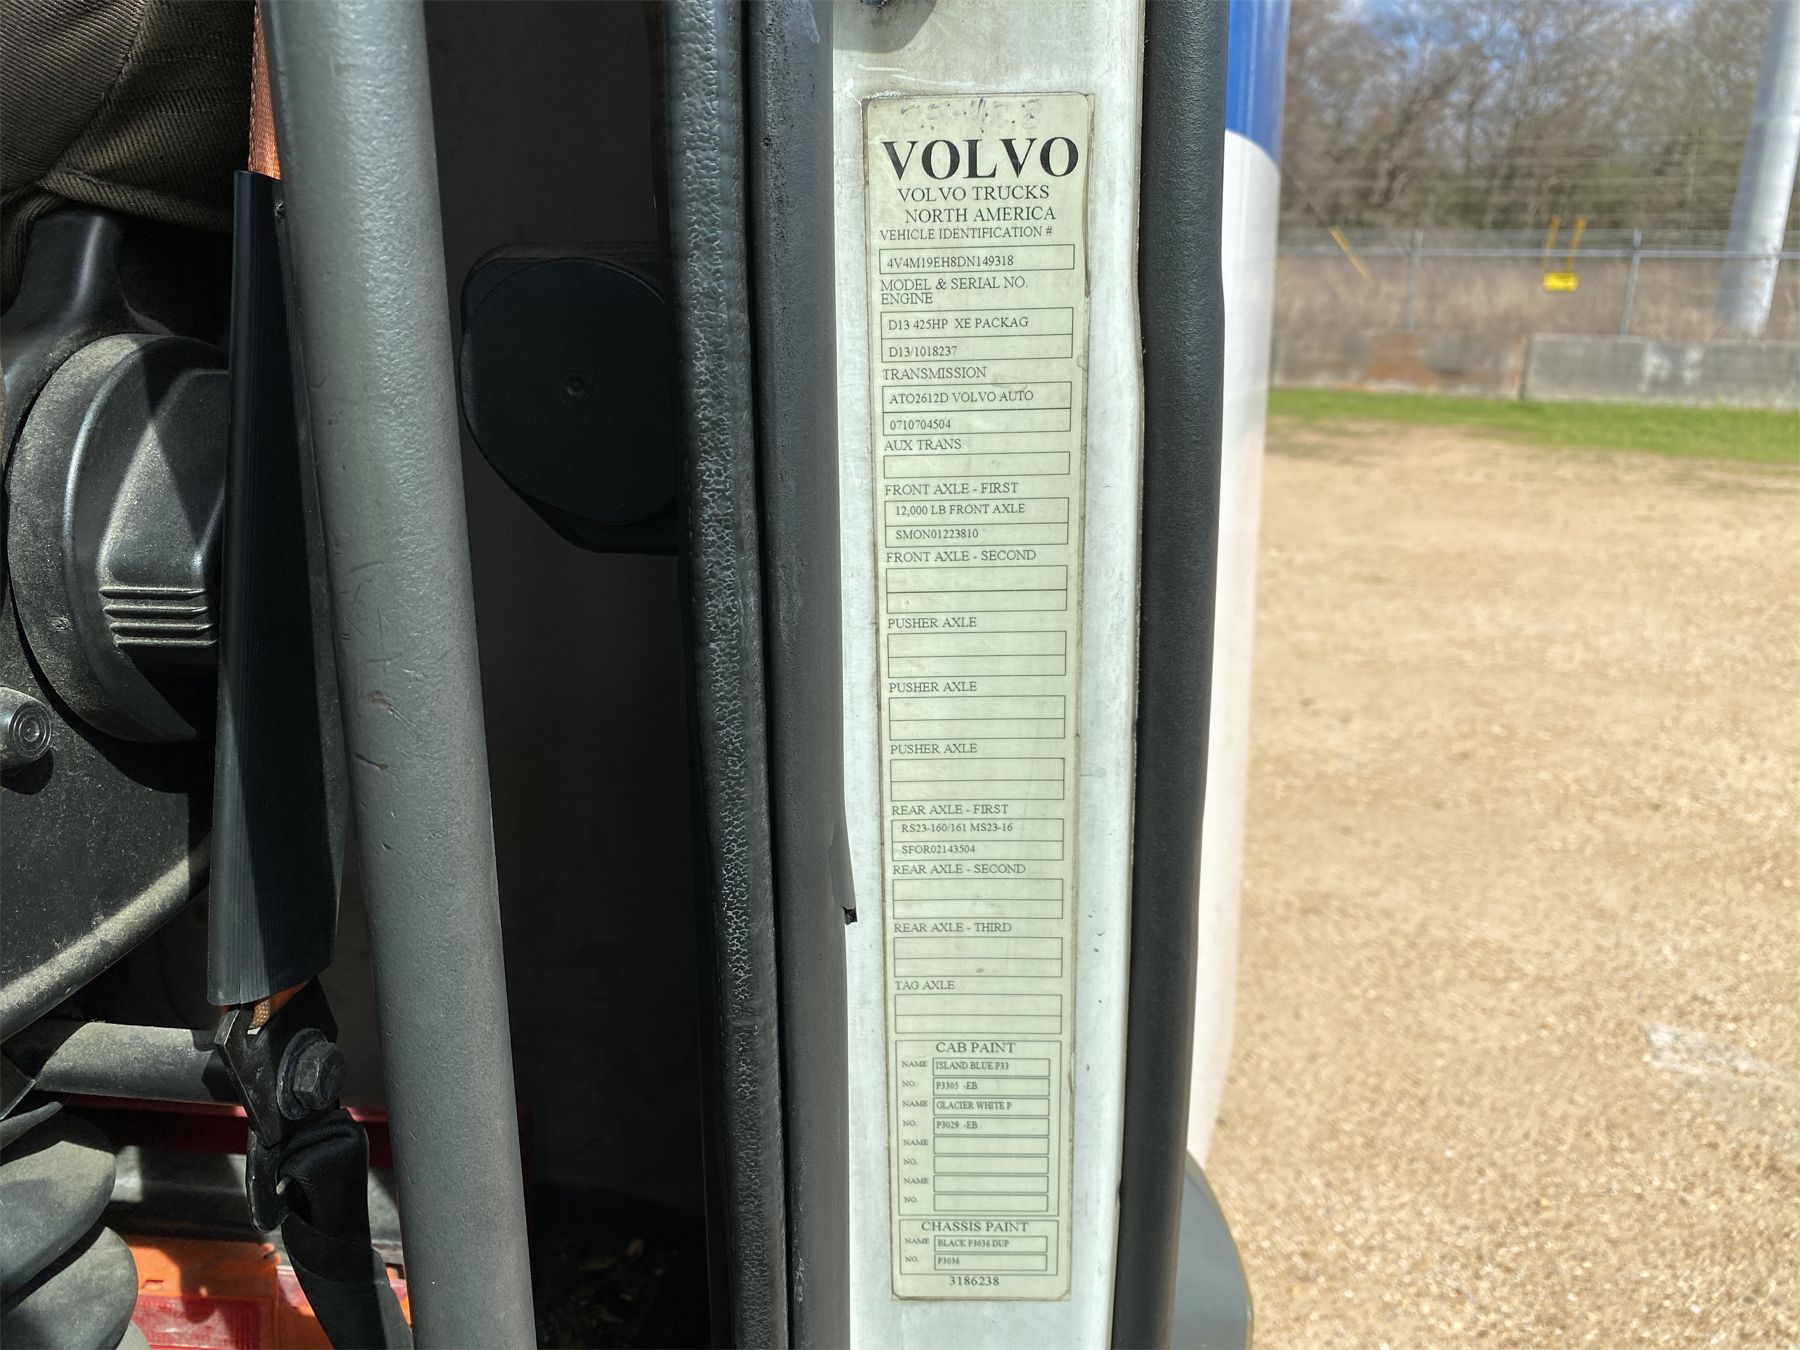 VOLVO
VOLVO TRUCKS
NORTH AMERICA
VEHICLE IDENTIFICATION #
4V4M19EH8DN149318
MODEL & SERIAL NO.
ENGINE
D13 425HP XE PACKAG
D13/1018237
TRANSMISSION
ATO2612D VOLVO AUTO
0710704504
AUX TRANS.
FRONT AXLE - FIRST
12,000 LB FRONT AXLE
SMON01223810
FRONT AXLE - SECOND
PUSHER AXLE
PUSHER AXLE
PUSHER AXLE
REAR AXLE - FIRST
RS23-160/161 MS23-16
SFOR02143504
REAR AXLE - SECOND
REAR AXLE - THIRD
TAG AXLE
CAB PAINT
NAME ISLAND BLUE P33
NO. P3305 -EB
NAME GLACIER WHITE P
NO. P3029 -EB
NAME
NO.
NAME
NO.
CHASSIS PAINT
NAME BLACK P3036 DUP
NO. P3036
3186238